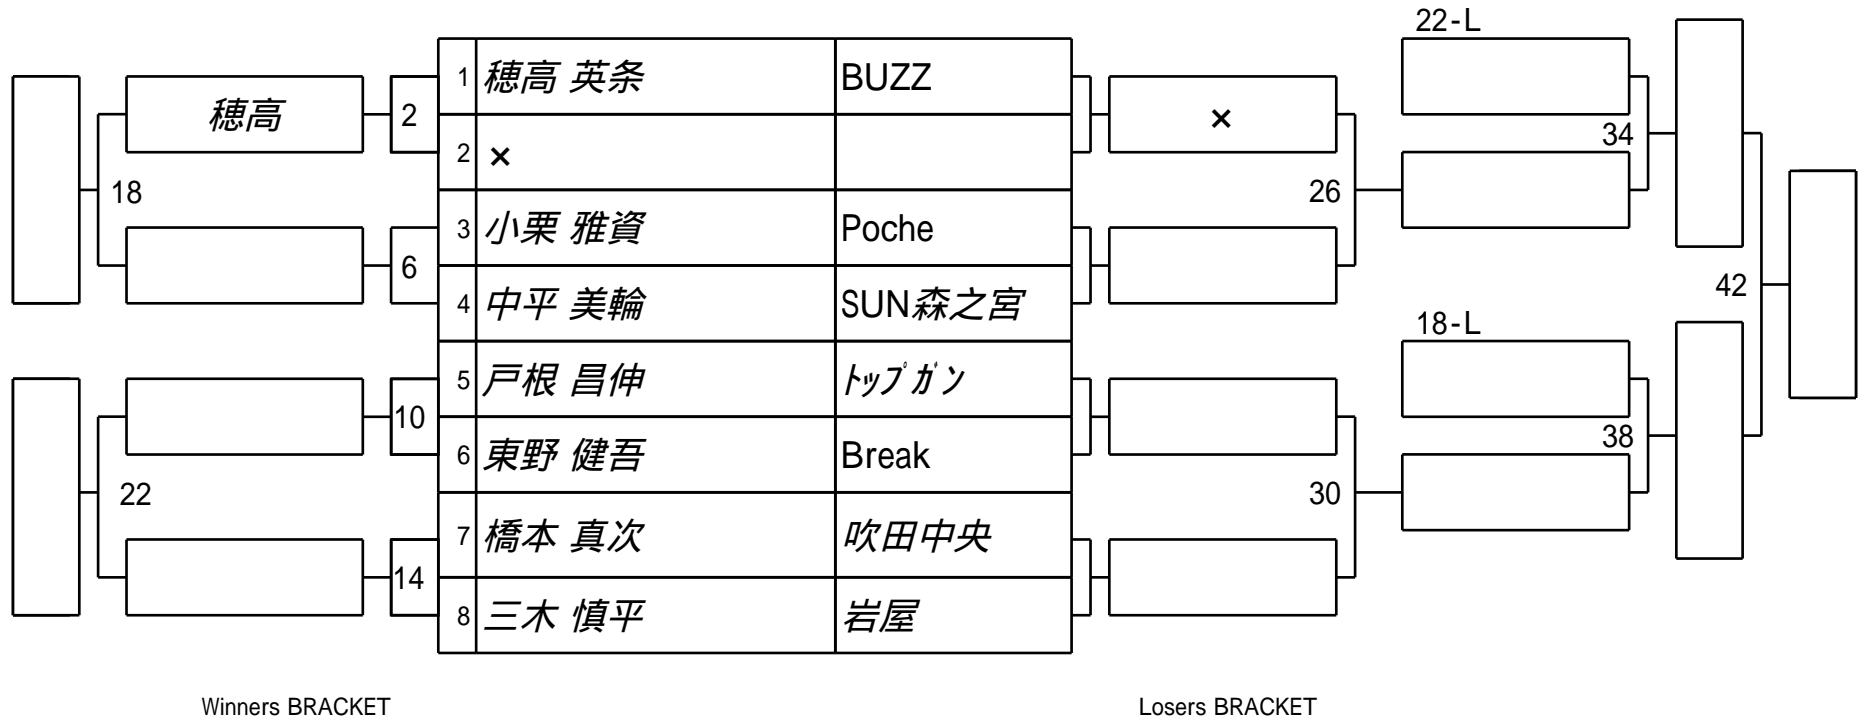 22-L
1 穂高 英条 BUZZ
穂高 2 × 34
2 ×
18 26
3 小栗 雅資 Poche
6
4 中平 美輪 SUN森之宮 42
18-L
5 戸根 昌伸 ﾄｯﾌﾟガン
10 38
6 東野 健吾 Break
22 30
7 橋本 真次 吹田中央
14
8 三木 慎平 岩屋
Winners BRACKET Losers BRACKET